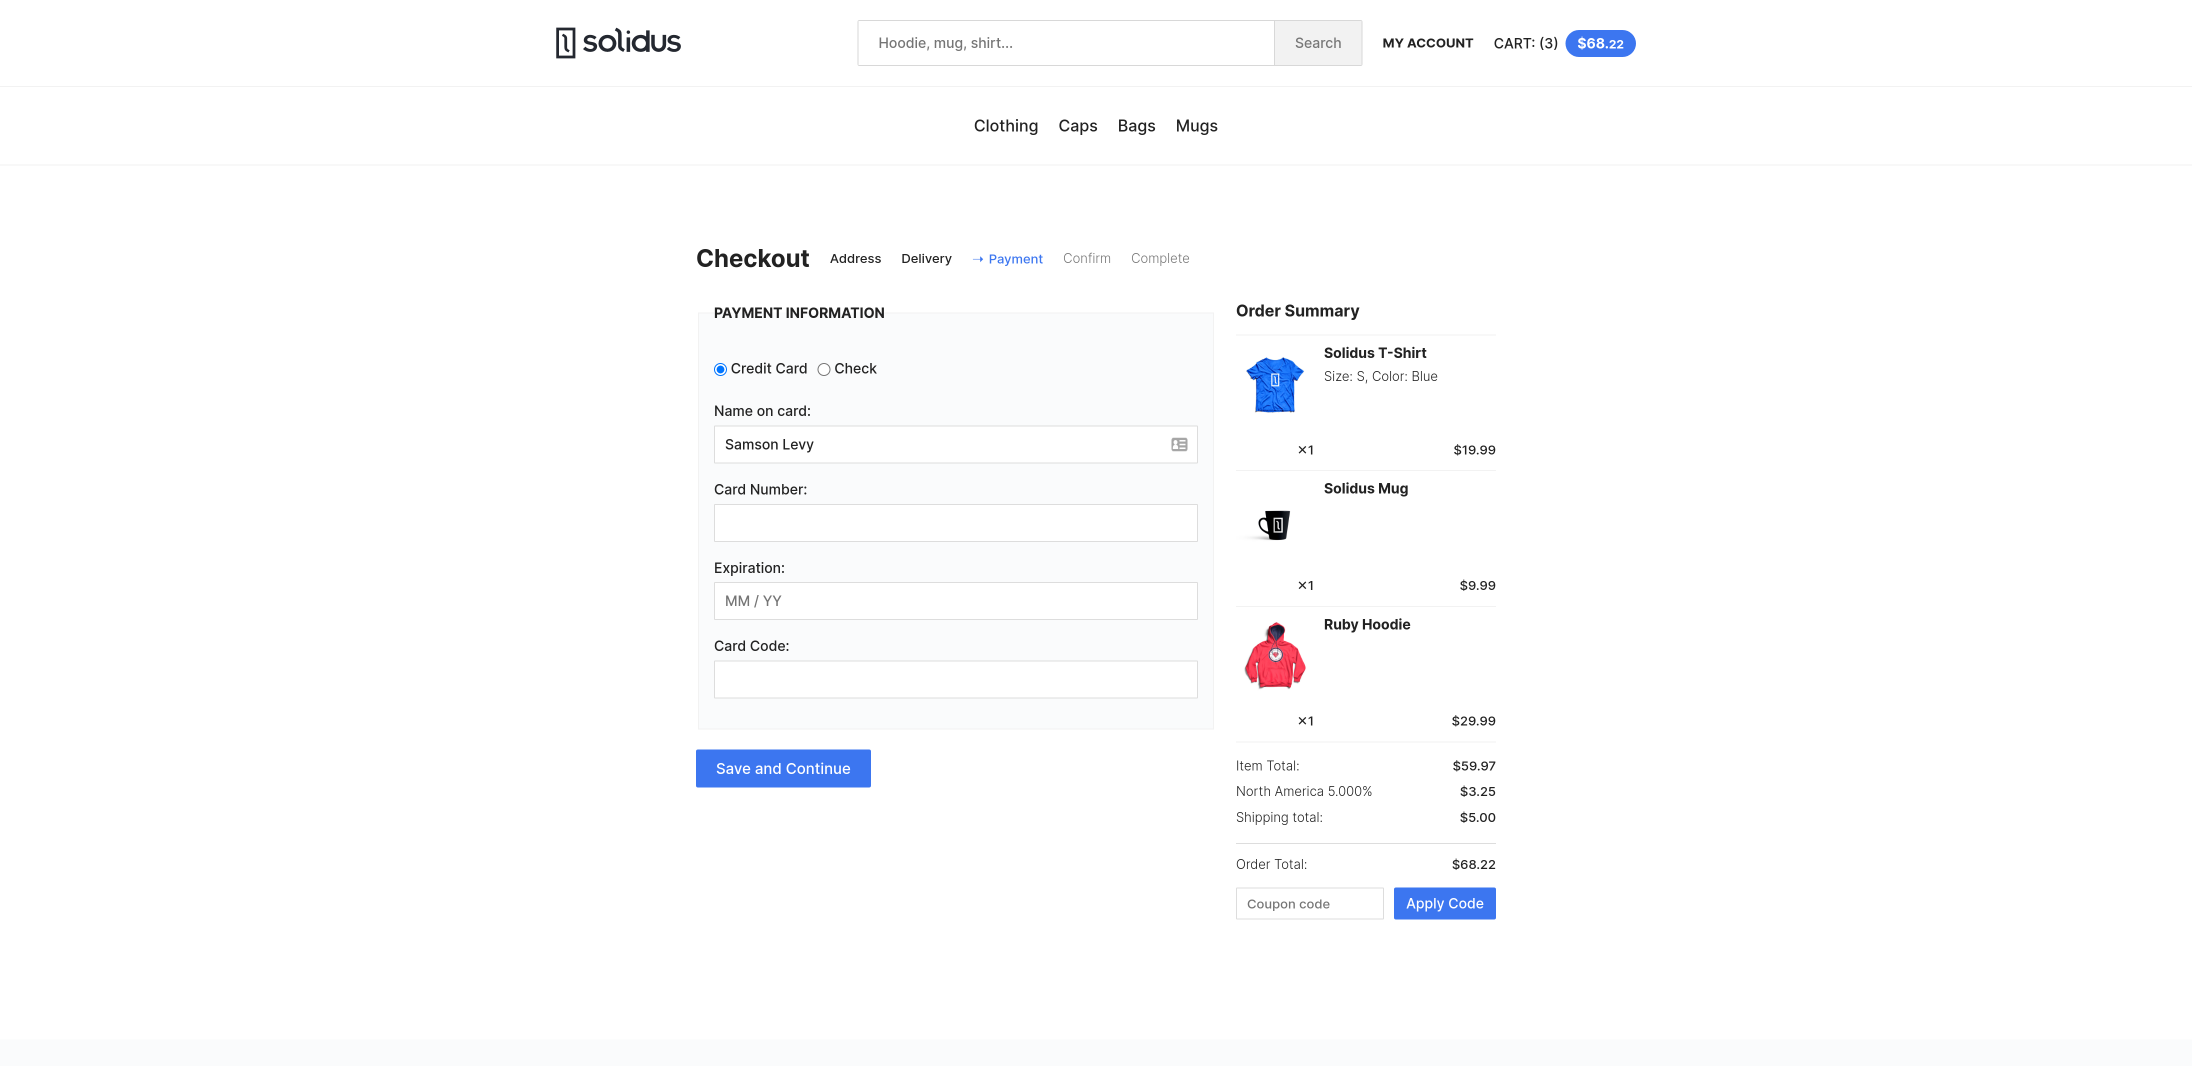 solidus
Hoodie, mug, shirt...
Search
MY ACCOUNT
CART: (3) $68.22
Clothing Caps Bags Mugs
Checkout
Address Delivery → Payment Confirm Complete
PAYMENT INFORMATION
Credit Card Check
Name on card:
Samson Levy
Card Number:
Expiration:
MM / YY
Card Code:
Save and Continue
Order Summary
Solidus T-Shirt
Size: S, Color: Blue
×1 $19.99
Solidus Mug
×1 $9.99
Ruby Hoodie
×1 $29.99
Item Total: $59.97
North America 5.000% $3.25
Shipping total: $5.00
Order Total: $68.22
Coupon code
Apply Code